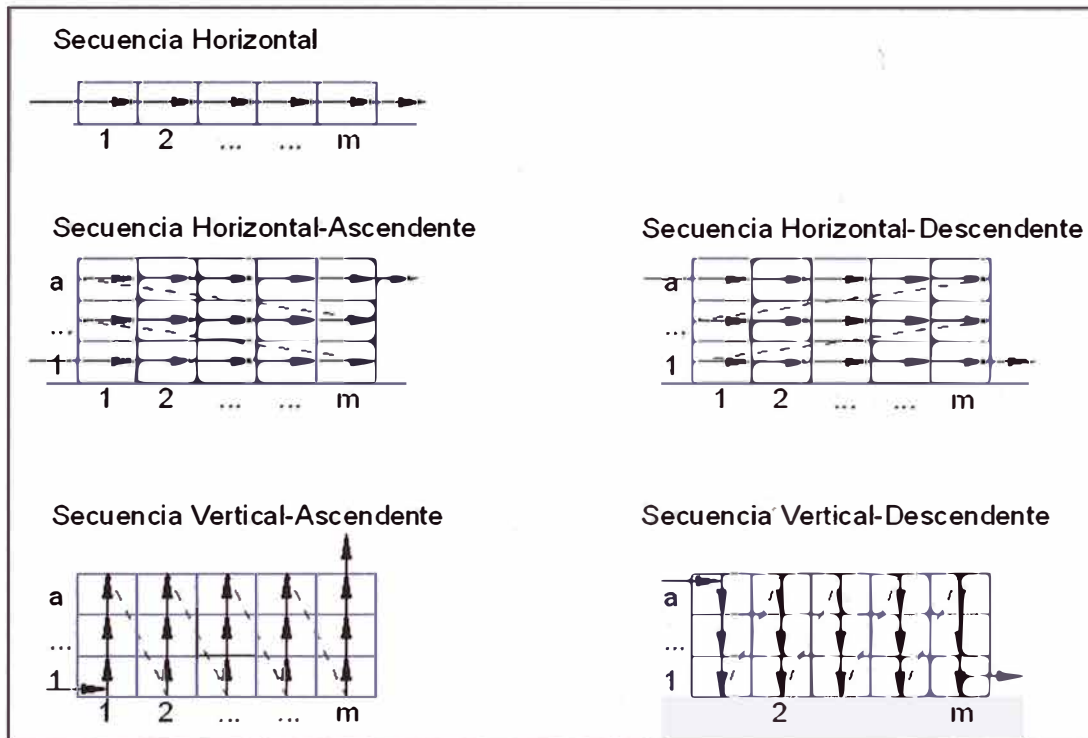 Secuencia Horizontal
1 2 ... ... m
Secuencia Horizontal-Ascendente
a
...
1
1 2 ... ... m
Secuencia Horizontal-Descendente
a
...
1
1 2 ... ... m
Secuencia Vertical-Ascendente
a
...
1
1 2 ... ... m
Secuencia Vertical-Descendente
a
...
1
2 m